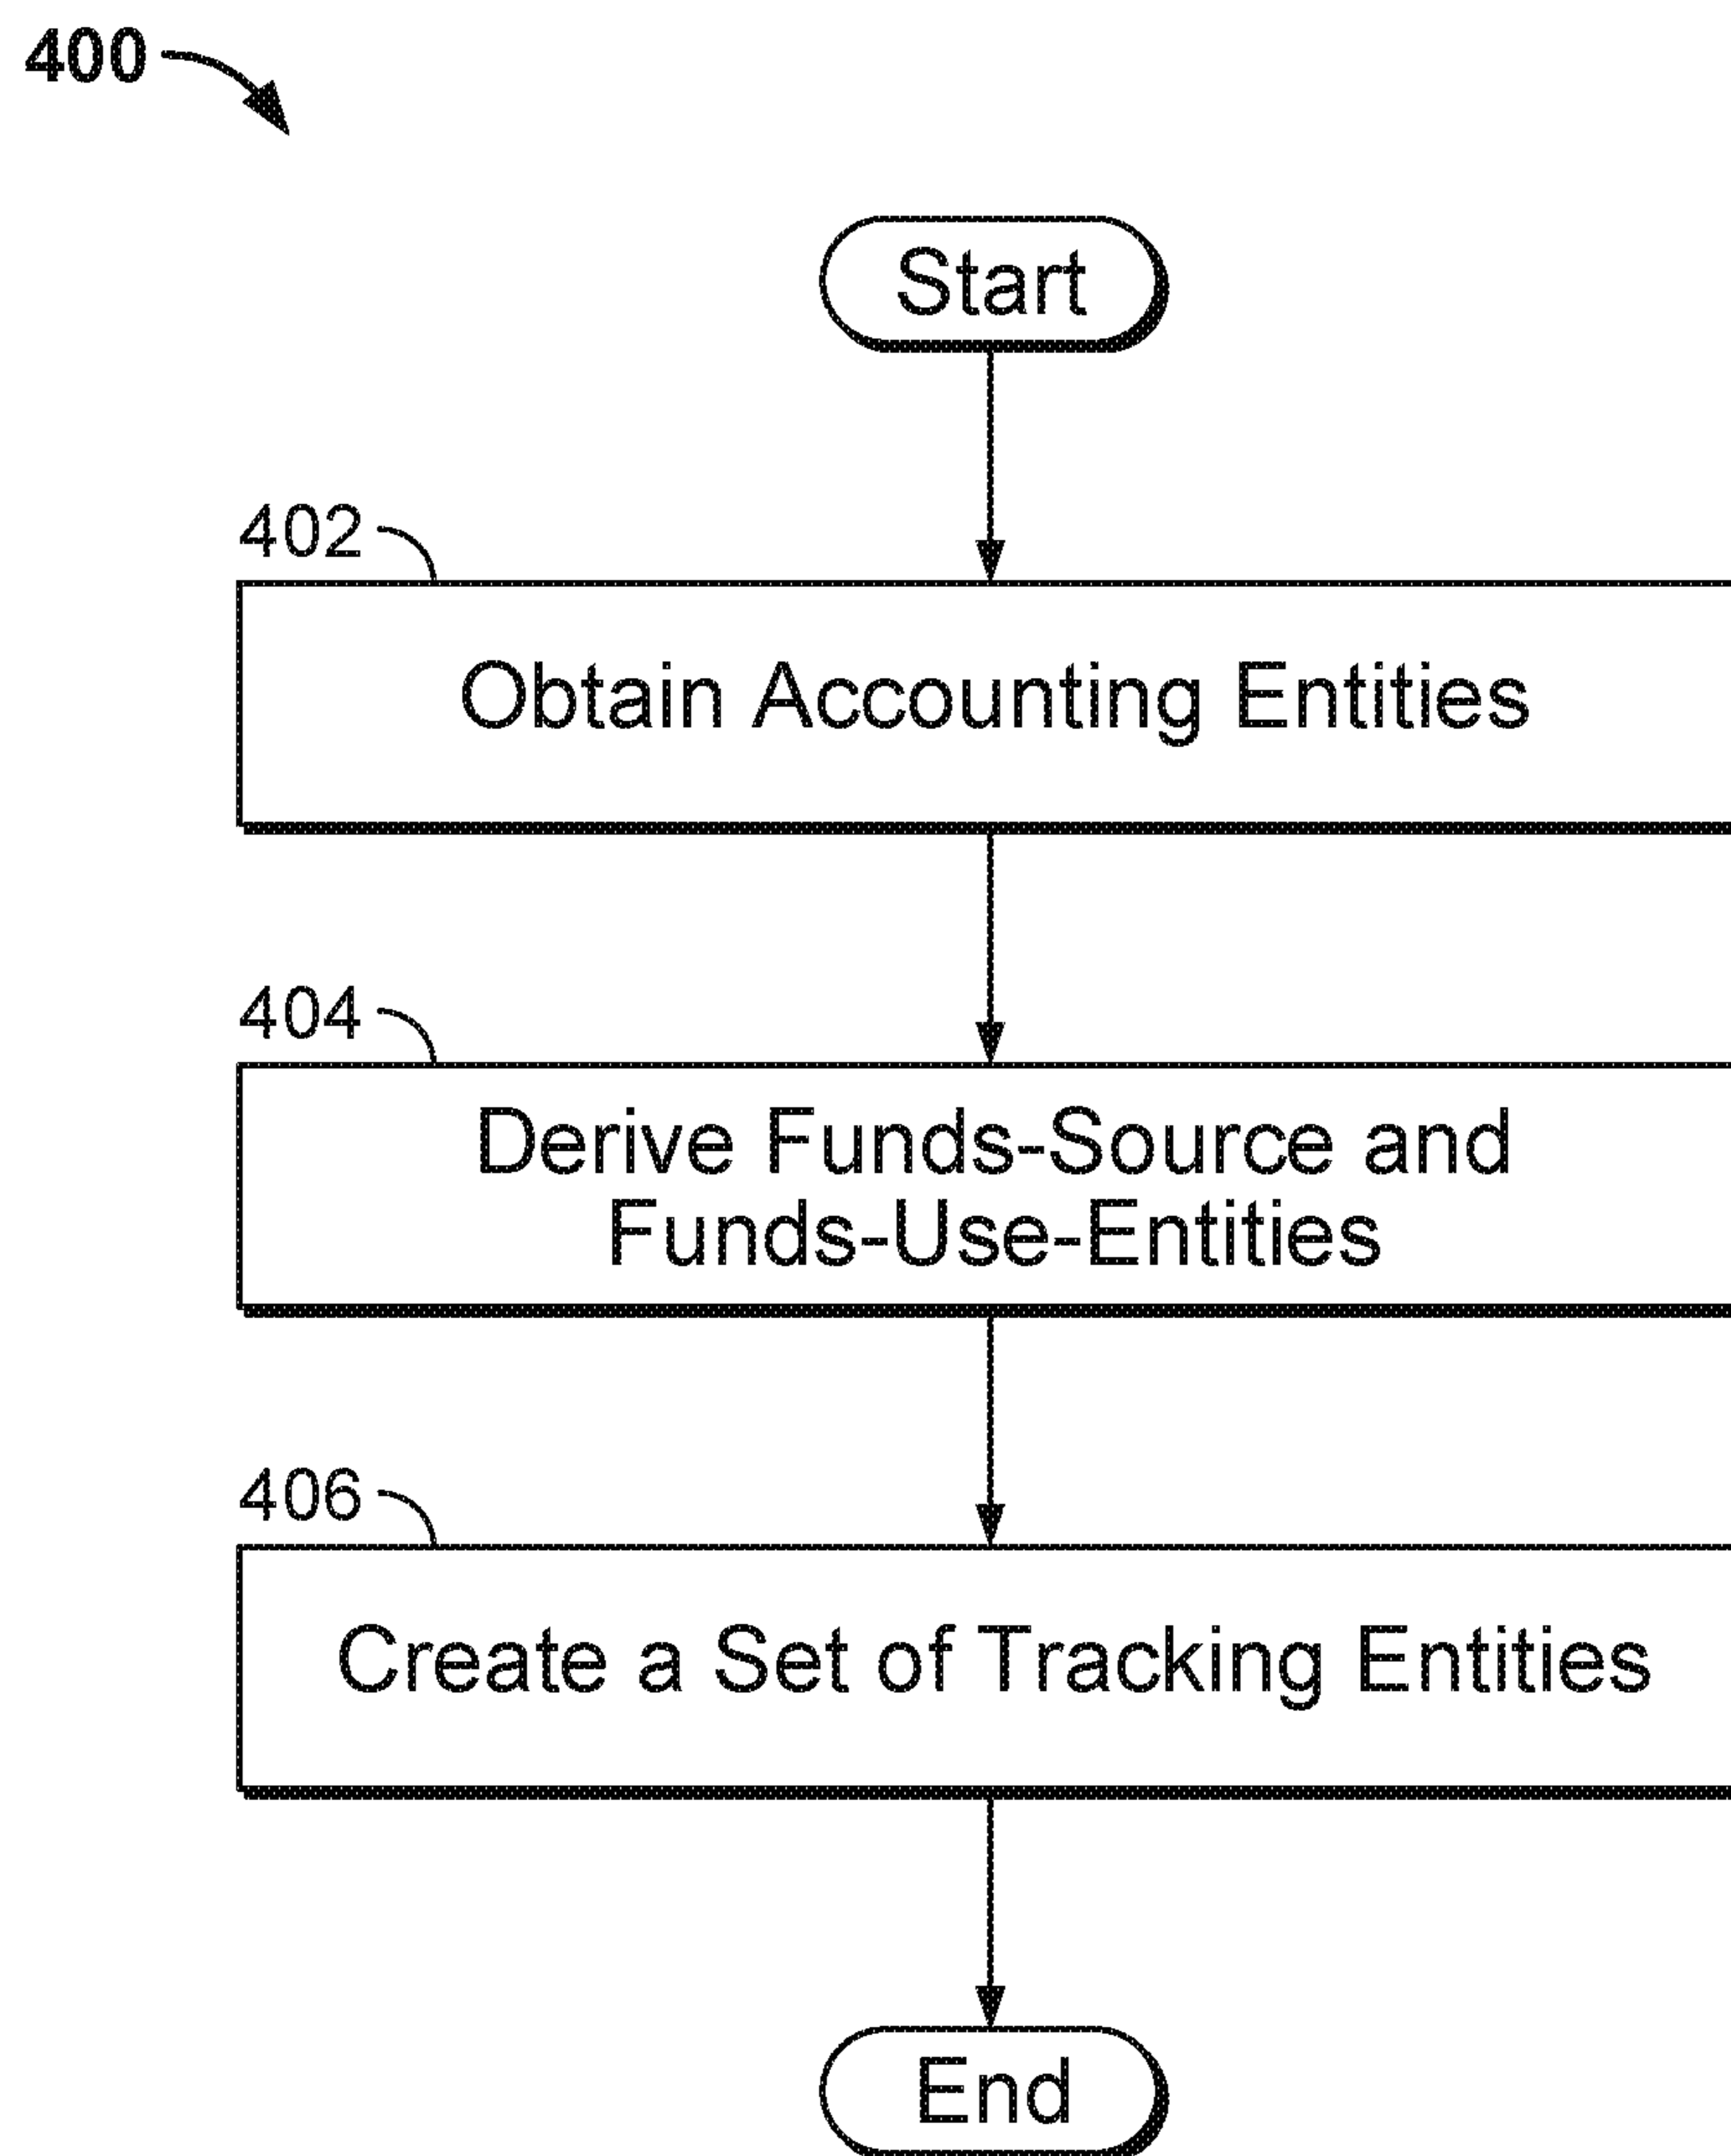 400
Start
402
Obtain Accounting Entities
404
Derive Funds-Source and
Funds-Use-Entities
406
Create a Set of Tracking Entities
End